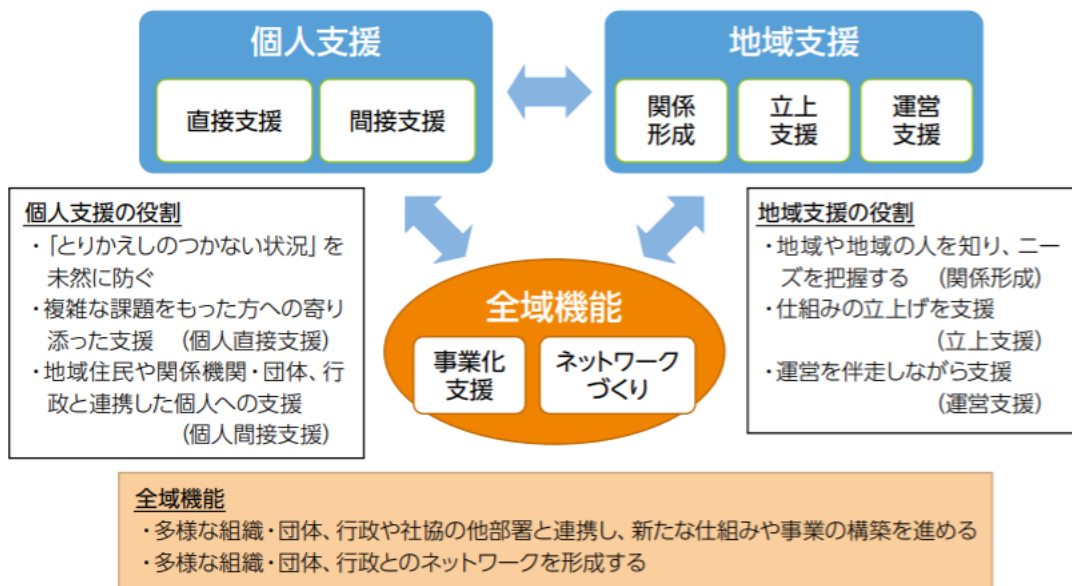 個人支援
直接支援
間接支援
地域支援
関係
形成
立上
支援
運営
支援
個人支援の役割
・「とりかえしのつかない状況」を
未然に防ぐ
・複雑な課題をもった方への寄り
添った支援 (個人直接支援)
・地域住民や関係機関・団体、行
政と連携した個人への支援
(個人間接支援)
全域機能
事業化
支援
ネットワーク
づくり
地域支援の役割
・地域や地域の人を知り、ニー
ズを把握する (関係形成)
・仕組みの立上げを支援
(立上支援)
・運営を伴走しながら支援
(運営支援)
全域機能
・多様な組織・団体、行政や社協の他部署と連携し、新たな仕組みや事業の構築を進める
・多様な組織・団体、行政とのネットワークを形成する